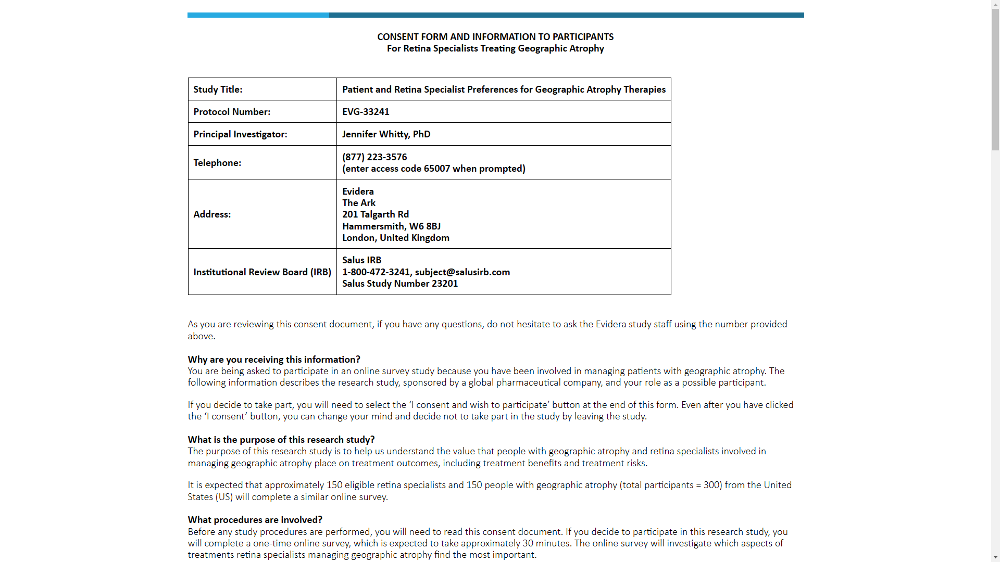 CONSENT FORM AND INFORMATION TO PARTICIPANTS
For Retina Specialists Treating Geographic Atrophy
Study Title: Patient and Retina Specialist Preferences for Geographic Atrophy Therapies
Protocol Number: EVG-33241
Principal Investigator: Jennifer Whitty, PhD
Telephone: (877) 223-3576
(enter access code 65007 when prompted)
Address: Evidera
The Ark
201 Talgarth Rd
Hammersmith, W6 8BJ
London, United Kingdom
Institutional Review Board (IRB) Salus IRB
1-800-472-3241, subject@salusirb.com
Salus Study Number 23201
As you are reviewing this consent document, if you have any questions, do not hesitate to ask the Evidera study staff using the number provided
above.
Why are you receiving this information?
You are being asked to participate in an online survey study because you have been involved in managing patients with geographic atrophy. The
following information describes the research study, sponsored by a global pharmaceutical company, and your role as a possible participant.
If you decide to take part, you will need to select the ‘I consent and wish to participate’ button at the end of this form. Even after you have clicked
the ‘I consent’ button, you can change your mind and decide not to take part in the study by leaving the study.
What is the purpose of this research study?
The purpose of this research study is to help us understand the value that people with geographic atrophy and retina specialists involved in
managing geographic atrophy place on treatment outcomes, including treatment benefits and treatment risks.
It is expected that approximately 150 eligible retina specialists and 150 people with geographic atrophy (total participants = 300) from the United
States (US) will complete a similar online survey.
What procedures are involved?
Before any study procedures are performed, you will need to read this consent document. If you decide to participate in this research study, you
will complete a one-time online survey, which is expected to take approximately 30 minutes. The online survey will investigate which aspects of
treatments retina specialists managing geographic atrophy find the most important.